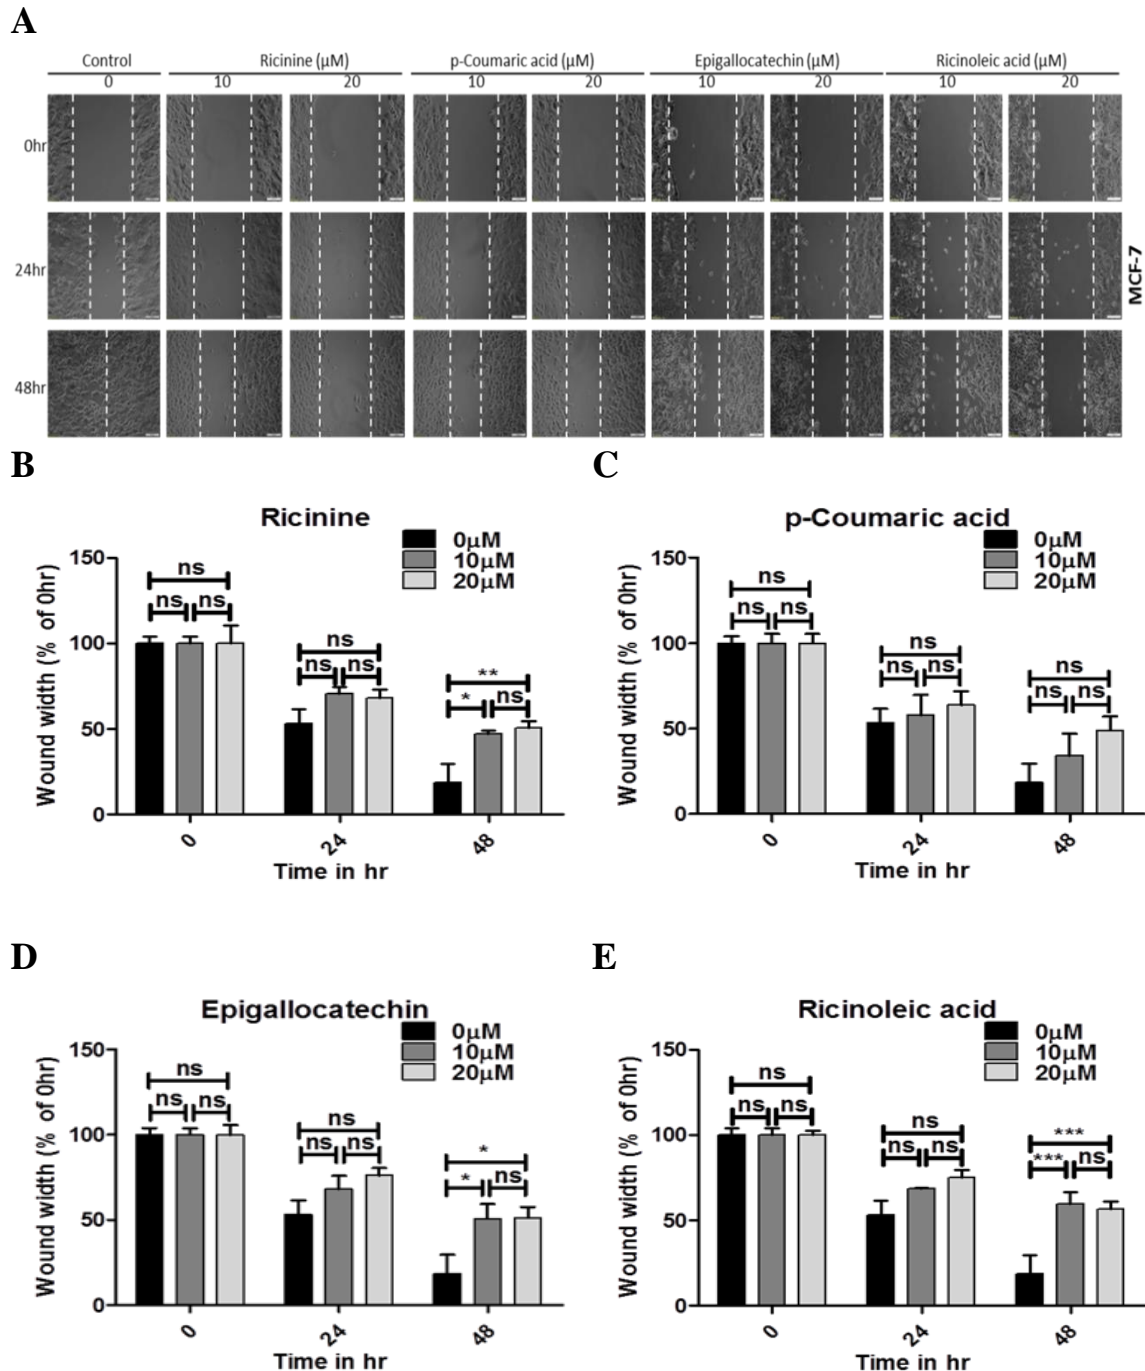 A
Control Ricinine (μM) p-Coumaric acid (μM) Epigallocatechin (μM) Ricinoleic acid (μM)
0 10 20 10 20 10 20 10 20
0hr
24hr
48hr
MCF-7
B
Ricinine
0μM
10μM
20μM
Wound width (% of 0hr)
150
100
50
0
ns
ns ns
ns
ns ns
**
* ns
0 24 48
Time in hr
C
p-Coumaric acid
0μM
10μM
20μM
Wound width (% of 0hr)
150
100
50
0
ns
ns ns
ns
ns ns
ns
ns ns
0 24 48
Time in hr
D
Epigallocatechin
0μM
10μM
20μM
Wound width (% of 0hr)
150
100
50
0
ns
ns ns
ns
ns ns
*
* ns
0 24 48
Time in hr
E
Ricinoleic acid
0μM
10μM
20μM
Wound width (% of 0hr)
150
100
50
0
ns
ns ns
ns
ns ns
***
*** ns
0 24 48
Time in hr